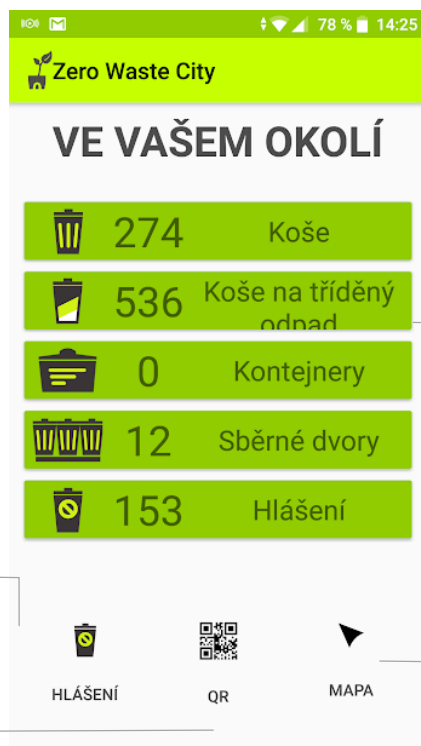 78 % 14:25
Zero Waste City
VE VAŠEM OKOLÍ
274 Koše
536 Koše na tříděný
odpad
0 Kontejnery
12 Sběrné dvory
153 Hlášení
HLÁŠENÍ QR MAPA